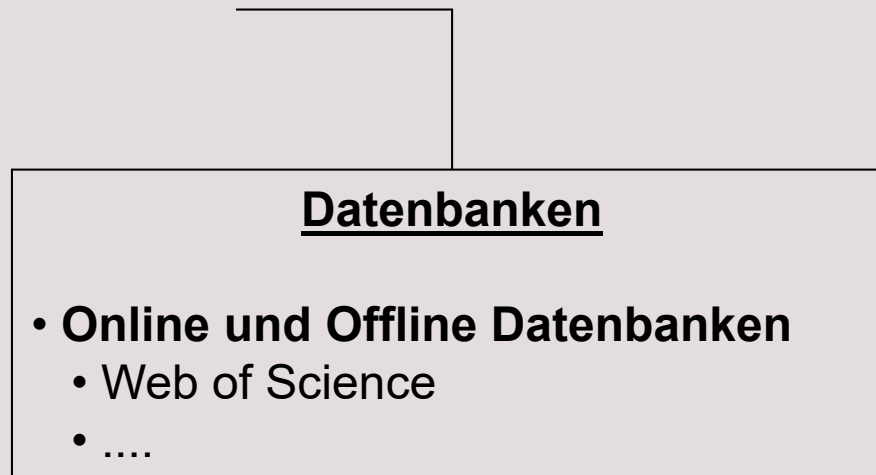 Datenbanken
• Online und Offline Datenbanken
• Web of Science
• ....